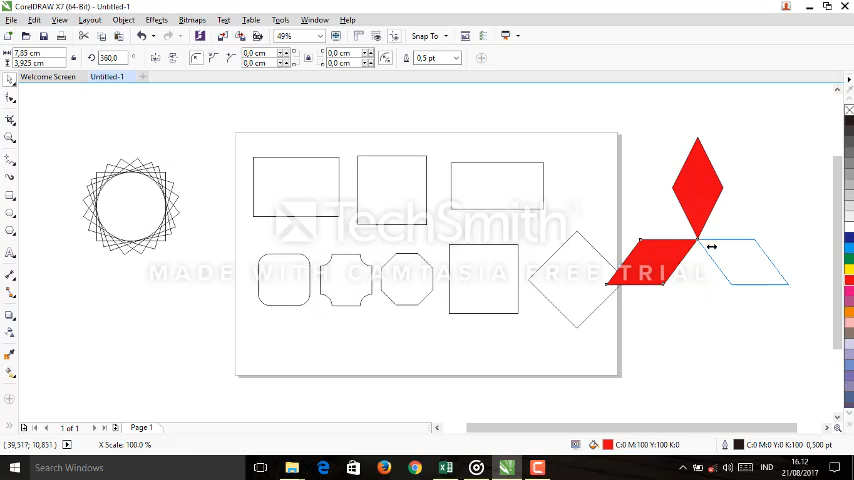 CorelDRAW X7 (64-Bit) - Untitled-1
File Edit View Layout Object Effects Bitmaps Text Table Tools Window Help
49% Snap To
7,85 cm 360,0 0,0 cm 0,0 cm 0,5 pt
3,925 cm 0,0 cm 0,0 cm
Welcome Screen Untitled-1
TechSmith®
MADE WITH CAMTASIA FREE TRIAL
1 of 1 Page 1
(39,517; 10,851) X Scale: 100.0 % C:0 M:100 Y:100 K:0 C:0 M:0 Y:0 K:100 0,500 pt
Search Windows IND 16.12
21/08/2017